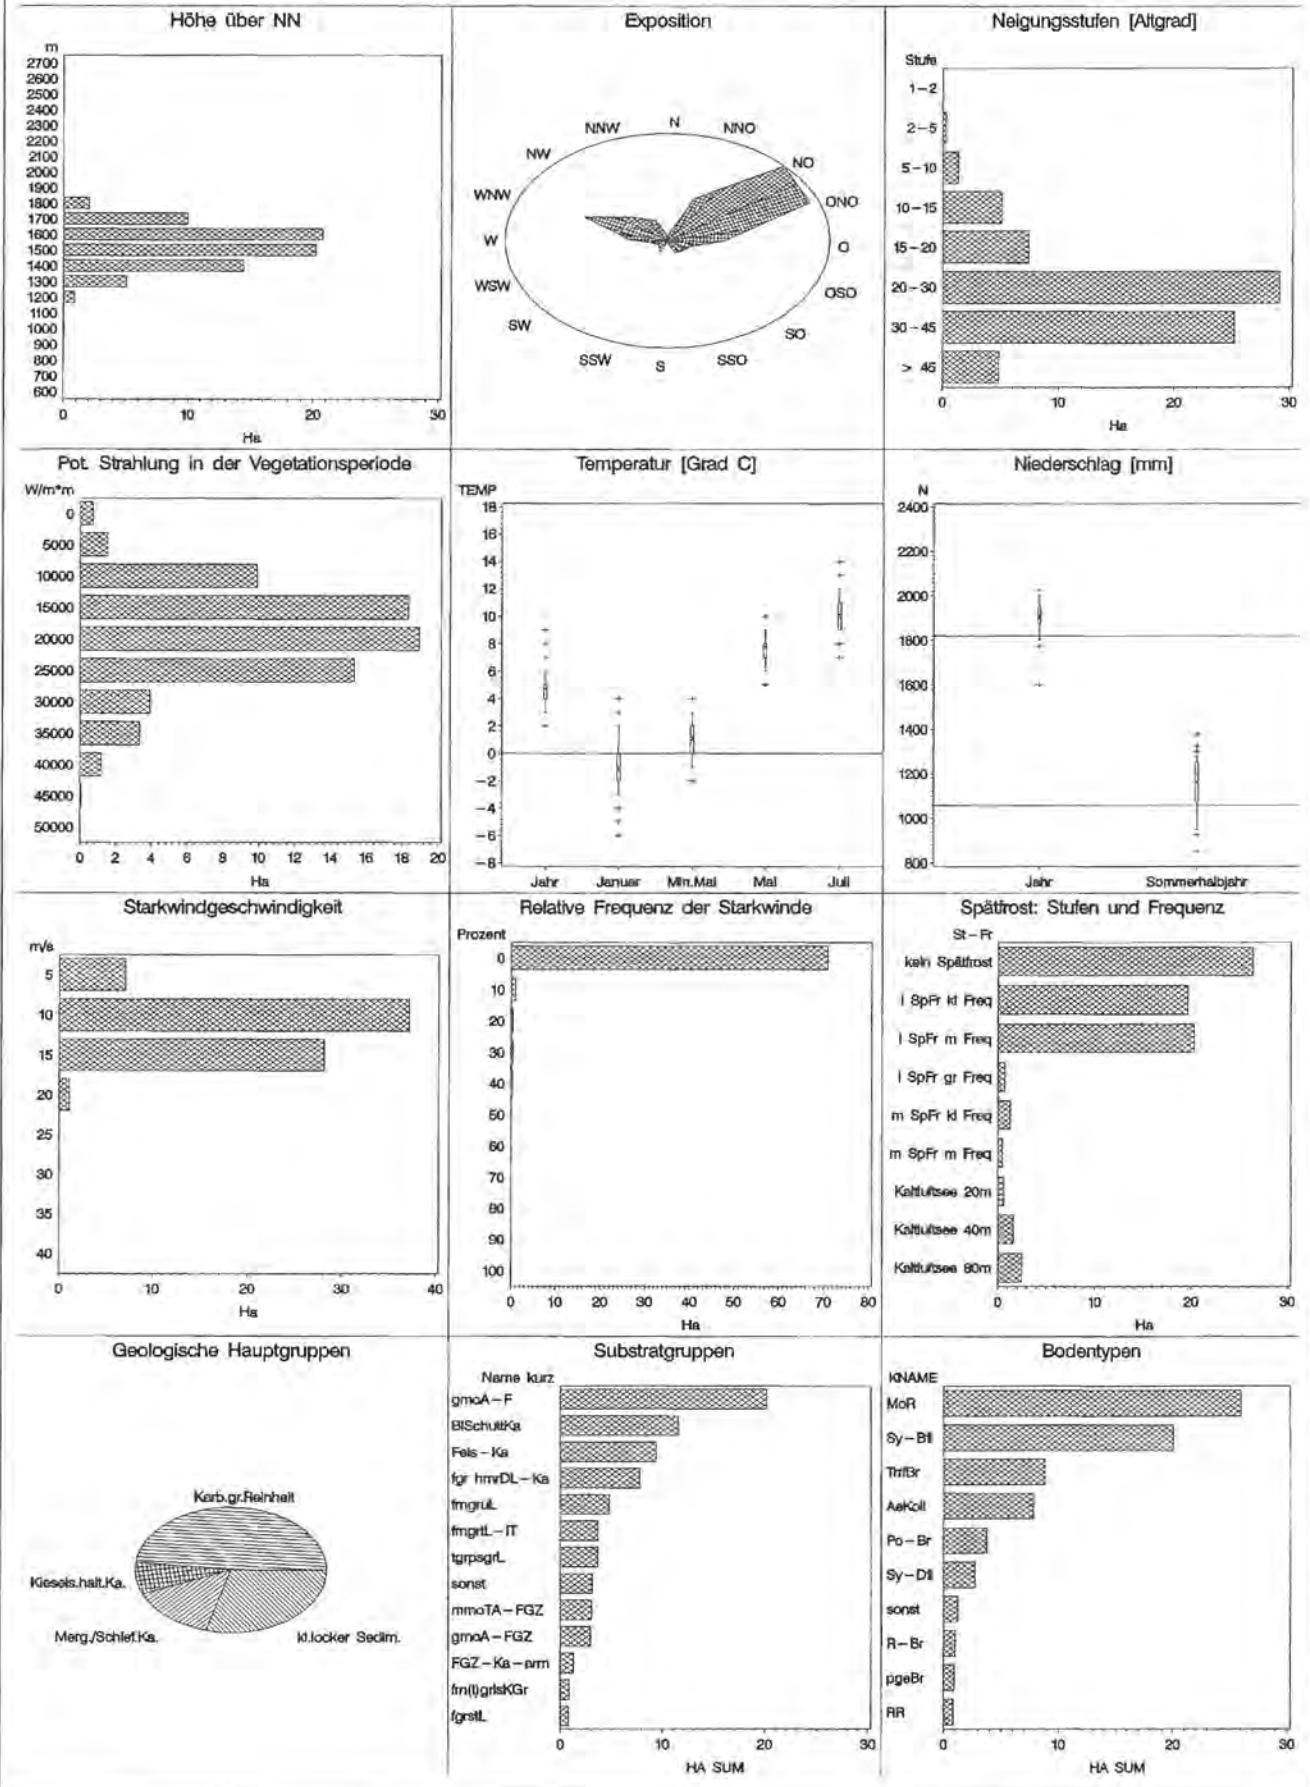 Höhe über NN
m
2700
2600
2500
2400
2300
2200
2100
2000
1900
1800
1700
1600
1500
1400
1300
1200
1100
1000
900
800
700
600
0 10 20 30
Ha
Exposition
N
NNO
NO
ONO
O
OSO
SO
SSO
S
SSW
SW
WSW
W
WNW
NW
NNW
Neigungsstufen [Altgrad]
Stufe
1-2
2-5
5-10
10-15
15-20
20-30
30-45
> 45
0 10 20 30
Ha
Pot. Strahlung in der Vegetationsperiode
W/m*m
0
5000
10000
15000
20000
25000
30000
35000
40000
45000
50000
0 2 4 6 8 10 12 14 16 18 20
Ha
Temperatur [Grad C]
TEMP
18
16
14
12
10
8
6
4
2
0
-2
-4
-6
-8
Jahr Januar Min.Mai Mai Juli
Niederschlag [mm]
N
2400
2200
2000
1800
1600
1400
1200
1000
800
Jahr Sommerhalbjahr
Starkwindgeschwindigkeit
m/s
5
10
15
20
25
30
35
40
0 10 20 30 40
Ha
Relative Frequenz der Starkwinde
Prozent
0
10
20
30
40
50
60
70
80
90
100
0 10 20 30 40 50 60 70 80
Ha
Spätfrost: Stufen und Frequenz
St-Fr
kein Spätfrost
l SpFr kl Freq
l SpFr m Freq
l SpFr gr Freq
m SpFr kl Freq
m SpFr m Freq
Kaltluftsee 20m
Kaltluftsee 40m
Kaltluftsee 80m
0 10 20 30
Ha
Geologische Hauptgruppen
Karb.gr.Reinheit
Kiesels.halt.Ka.
Merg./Schief.Ka.
kl.locker Sedim.
Substratgruppen
Name kurz
gmoA-F
BlSchuttKa
Fels-Ka
fgr hmrDL-Ka
fmgruL
fmgrtL-lT
tgrpsgrL
sonst
mmoTA-FGZ
gmoA-FGZ
FGZ-Ka-arm
fm(t)grlsKGr
fgrstL
0 10 20 30
HA SUM
Bodentypen
KNAME
MoR
Sy-Bfl
TrrfBr
AeKoll
Po-Br
Sy-Dfl
sonst
R-Br
pgeBr
RR
0 10 20 30
HA SUM